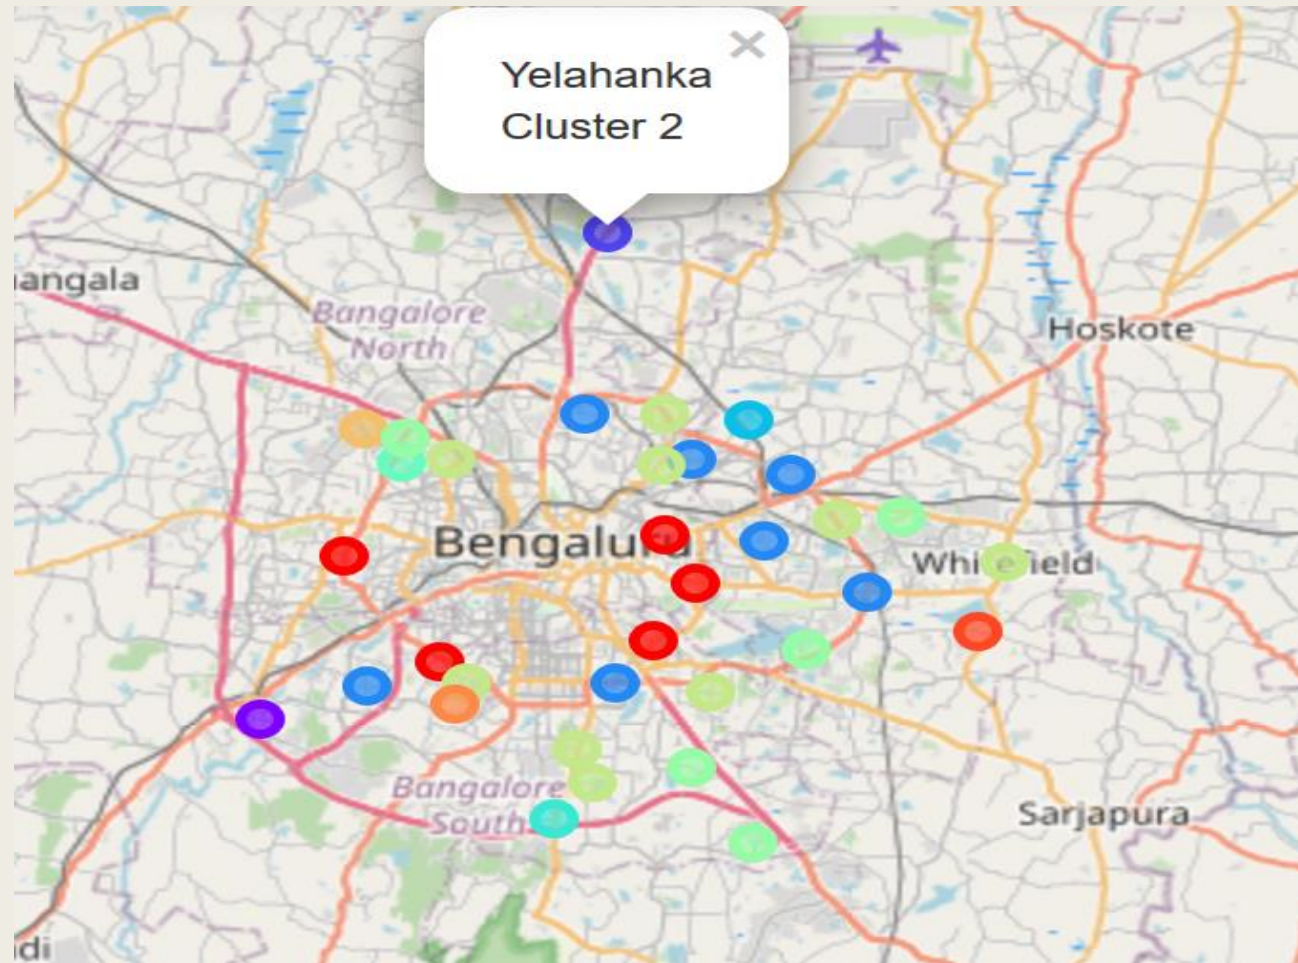 Yelahanka
Cluster 2
angala
Bangalore
North
Hoskote
Bengaluru
Whitefield
Bangalore
South
Sarjapura
di